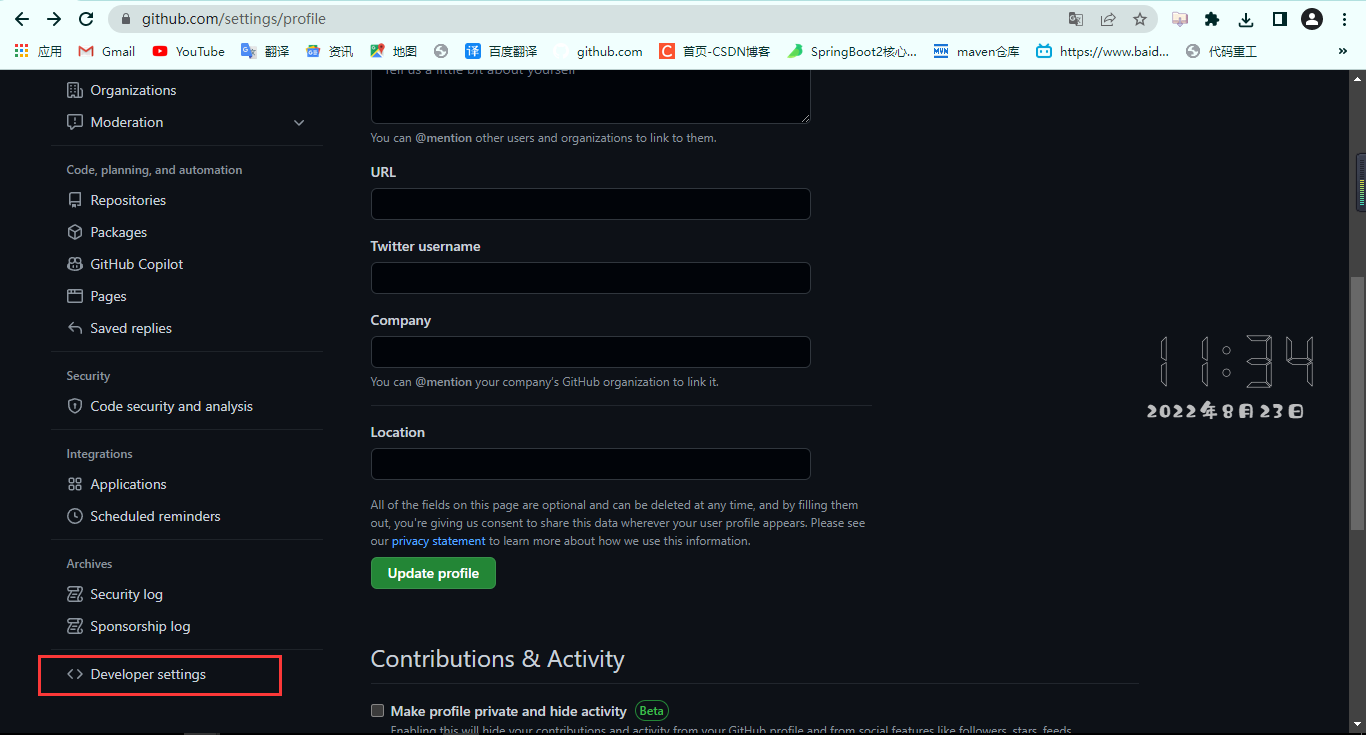 github.com/settings/profile
应用
Gmail
YouTube
翻译
资讯
地图
译 百度翻译
github.com
C 首页-CSDN博客
SpringBoot2核心...
MVN maven仓库
https://www.baid...
代码重工
»
Organizations
Moderation
Code, planning, and automation
Repositories
Packages
GitHub Copilot
Pages
Saved replies
Security
Code security and analysis
Integrations
Applications
Scheduled reminders
Archives
Security log
Sponsorship log
Developer settings
Tell us a little bit about yourself
You can @mention other users and organizations to link to them.
URL
Twitter username
Company
You can @mention your company's GitHub organization to link it.
Location
All of the fields on this page are optional and can be deleted at any time, and by filling them
out, you're giving us consent to share this data wherever your user profile appears. Please see
our privacy statement to learn more about how we use this information.
Update profile
Contributions & Activity
Make profile private and hide activity Beta
Enabling this will hide your contributions and activity from your GitHub profile and from social features like followers, stars, feeds,
11:34
2022年8月23日